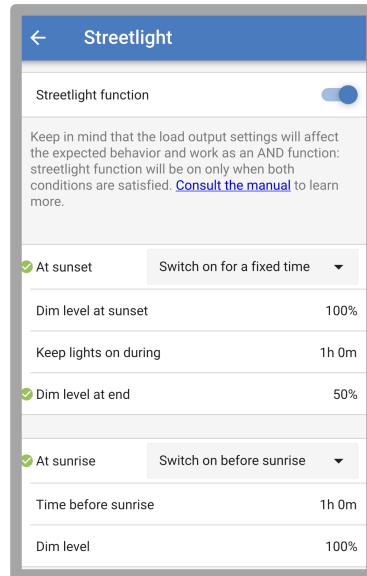 Streetlight
Streetlight function
Keep in mind that the load output settings will affect
the expected behavior and work as an AND function:
streetlight function will be on only when both
conditions are satisfied. Consult the manual to learn
more.
At sunset Switch on for a fixed time
Dim level at sunset 100%
Keep lights on during 1h 0m
Dim level at end 50%
At sunrise Switch on before sunrise
Time before sunrise 1h 0m
Dim level 100%